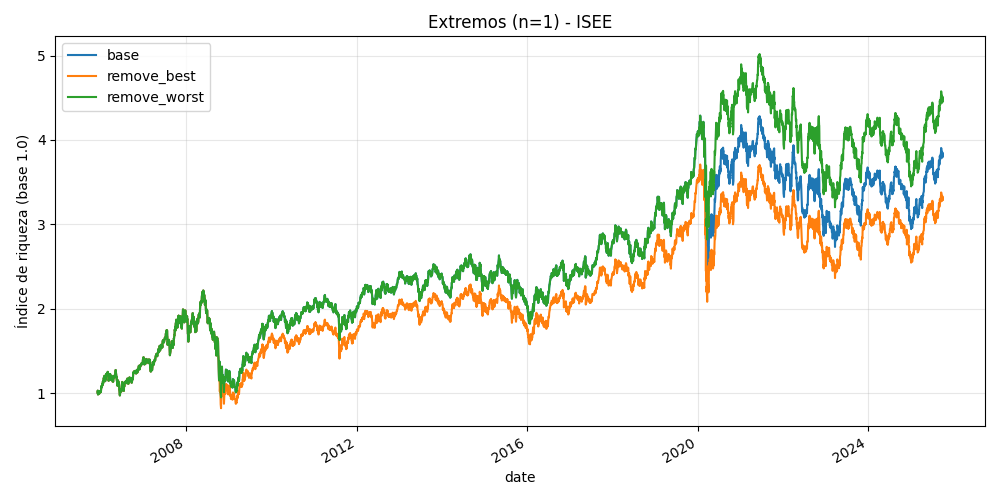 Extremos (n=1) - ISEE
base
remove_best
remove_worst
índice de riqueza (base 1.0)
5
4
3
2
1
2008
2012
2016
2020
2024
date